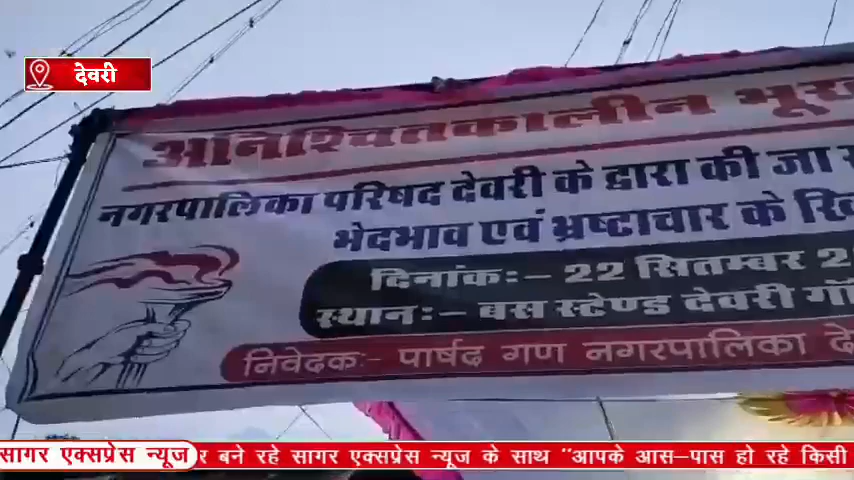 देवरी
अनिश्चितकालीन
नगरपालिका परिषद देवरी के द्वारा की जा
भेदभाव एवं भ्रष्टाचार के
दिनांक:– 22 सितम्बर
स्थान:– बस स्टेण्ड देवरी
निवेदकः- पार्षद गण नगरपालिका
सागर एक्सप्रेस न्यूज
र बने रहे सागर एक्सप्रेस न्यूज के साथ "आपके आस–पास हो रहे किसी